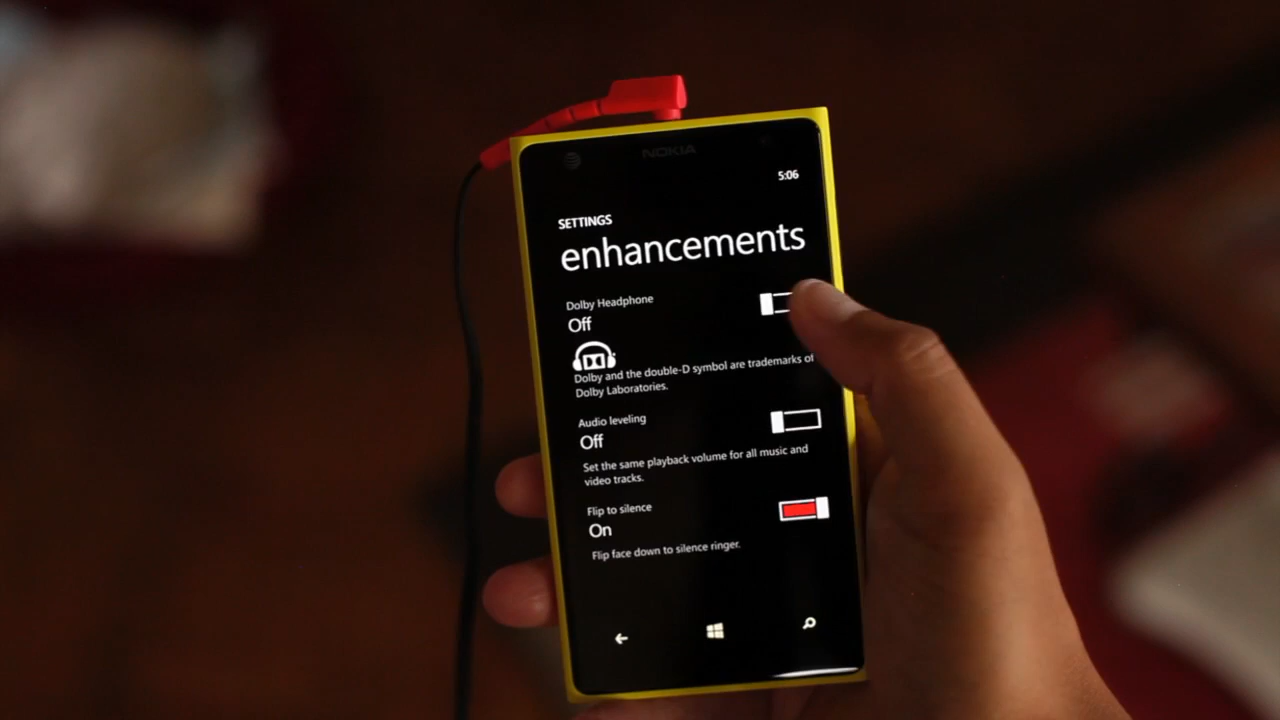 NOKIA
5:06
SETTINGS
enhancements
Dolby Headphone
Off
Dolby and the double-D symbol are trademarks of
Dolby Laboratories.
Audio leveling
Off
Set the same playback volume for all music and
video tracks.
Flip to silence
On
Flip face down to silence ringer.